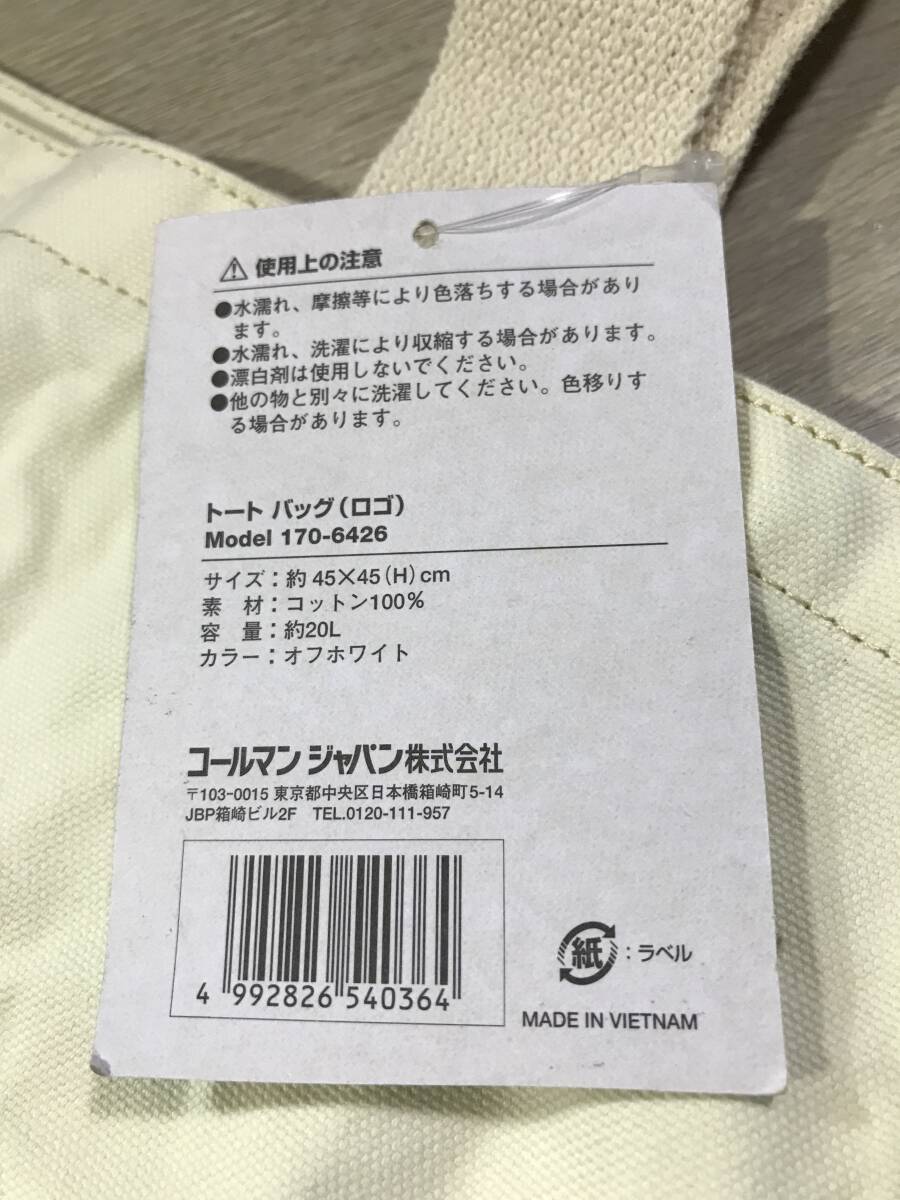 使用上の注意
●水濡れ、摩擦等により色落ちする場合があり
ます。
●水濡れ、洗濯により収縮する場合があります。
●漂白剤は使用しないでください。
●他の物と別々に洗濯してください。色移りす
る場合があります。
トート バッグ(ロゴ)
Model 170-6426
サイズ：約 45×45(H)cm
素 材：コットン100%
容 量：約20L
カラー：オフホワイト
コールマン ジャパン株式会社
〒103-0015 東京都中央区日本橋箱崎町5-14
JBP箱崎ビル2F TEL.0120-111-957
4 992826 540364
紙：ラベル
MADE IN VIETNAM